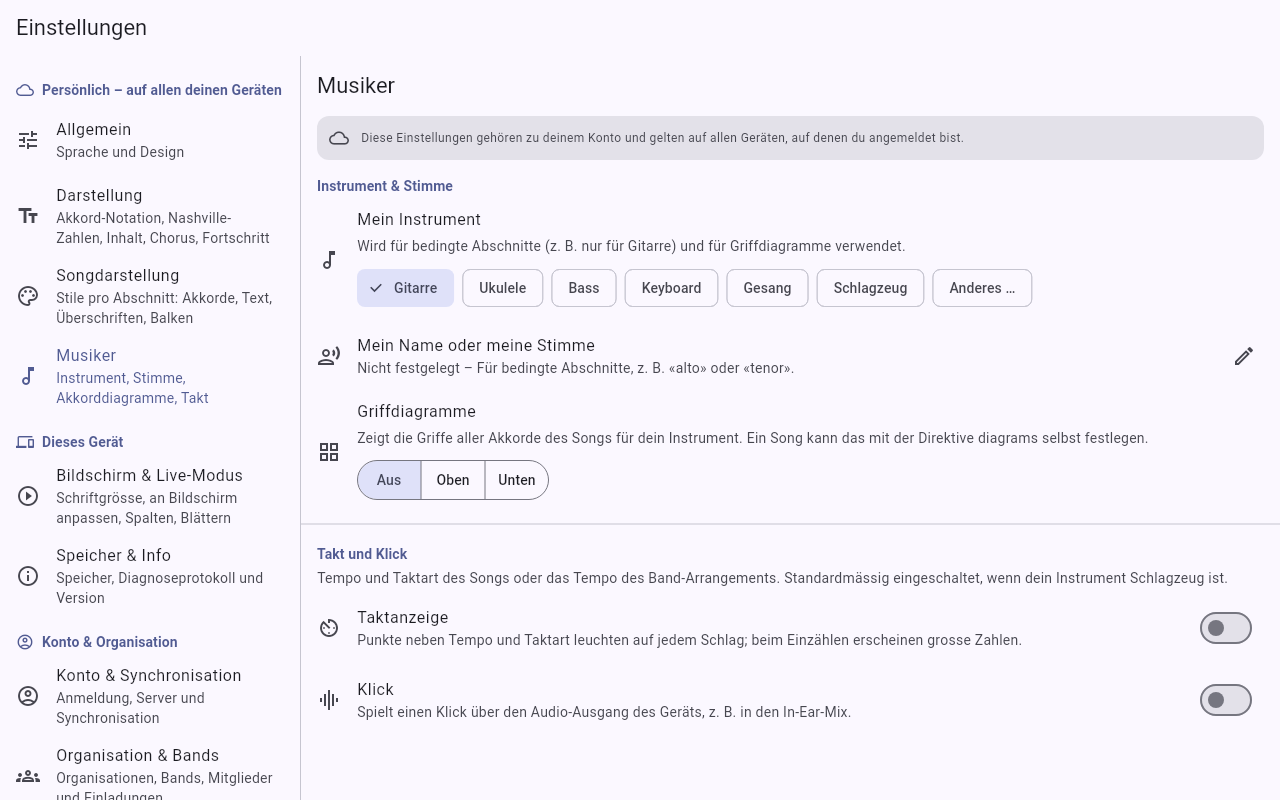 Einstellungen
Persönlich – auf allen deinen Geräten
Allgemein
Sprache und Design
Darstellung
Akkord-Notation, Nashville-
Zahlen, Inhalt, Chorus, Fortschritt
Songdarstellung
Stile pro Abschnitt: Akkorde, Text,
Überschriften, Balken
Musiker
Instrument, Stimme,
Akkorddiagramme, Takt
Dieses Gerät
Bildschirm & Live-Modus
Schriftgrösse, an Bildschirm
anpassen, Spalten, Blättern
Speicher & Info
Speicher, Diagnoseprotokoll und
Version
Konto & Organisation
Konto & Synchronisation
Anmeldung, Server und
Synchronisation
Organisation & Bands
Organisationen, Bands, Mitglieder
und Einladungen
Musiker
Diese Einstellungen gehören zu deinem Konto und gelten auf allen Geräten, auf denen du angemeldet bist.
Instrument & Stimme
Mein Instrument
Wird für bedingte Abschnitte (z. B. nur für Gitarre) und für Griffdiagramme verwendet.
Gitarre Ukulele Bass Keyboard Gesang Schlagzeug Anderes ...
Mein Name oder meine Stimme
Nicht festgelegt – Für bedingte Abschnitte, z. B. «alto» oder «tenor».
Griffdiagramme
Zeigt die Griffe aller Akkorde des Songs für dein Instrument. Ein Song kann das mit der Direktive diagrams selbst festlegen.
Aus Oben Unten
Takt und Klick
Tempo und Taktart des Songs oder das Tempo des Band-Arrangements. Standardmässig eingeschaltet, wenn dein Instrument Schlagzeug ist.
Taktanzeige
Punkte neben Tempo und Taktart leuchten auf jedem Schlag; beim Einzählen erscheinen grosse Zahlen.
Klick
Spielt einen Klick über den Audio-Ausgang des Geräts, z. B. in den In-Ear-Mix.